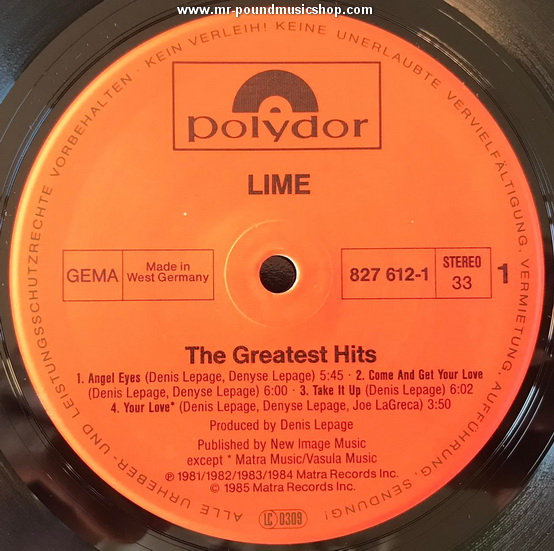 www.mr-poundmusicshop.com
ALLE URHEBER- UND LEISTUNGSSCHUTZRECHTE VORBEHALTEN · KEIN VERLEIH! KEINE UNERLAUBTE VERVIELFÄLTIGUNG, VERMIETUNG, AUFFÜHRUNG, SENDUNG!
polydor
LIME
GEMA
Made in
West Germany
827 612-1
STEREO
33
1
The Greatest Hits
1. Angel Eyes (Denis Lepage, Denyse Lepage) 5:45 · 2. Come And Get Your Love
(Denis Lepage, Denyse Lepage) 6:00 · 3. Take It Up (Denis Lepage) 6:02
4. Your Love* (Denis Lepage, Denyse Lepage, Joe LaGreca) 3:50
Produced by Denis Lepage
Published by New Image Music
except * Matra Music/Vasula Music
℗ 1981/1982/1983/1984 Matra Records Inc.
© 1985 Matra Records Inc.
LC 0309